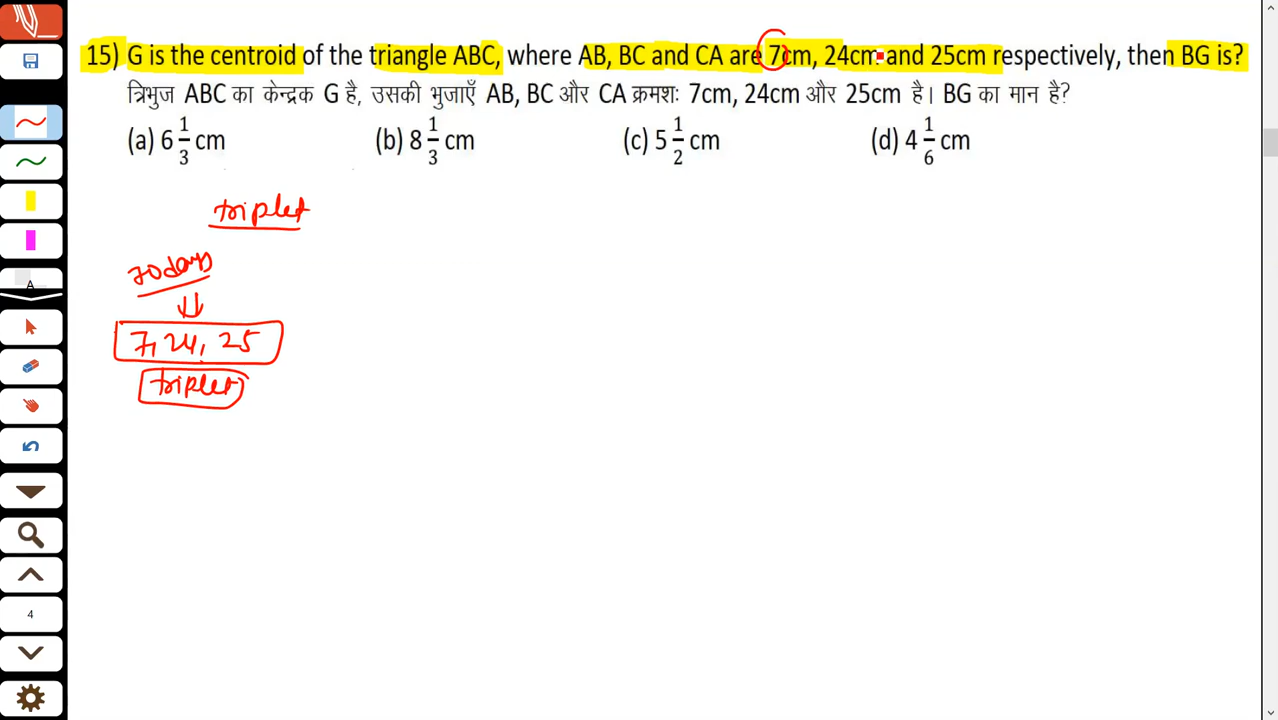 15) G is the centroid of the triangle ABC, where AB, BC and CA are 7cm, 24cm and 25cm respectively, then BG is?
त्रिभुज ABC का केन्द्रक G है, उसकी भुजाएँ AB, BC और CA क्रमशः 7cm, 24cm और 25cm है। BG का मान है?
(a) 6 1/3 cm (b) 8 1/3 cm (c) 5 1/2 cm (d) 4 1/6 cm
triplet
70 days
7, 24, 25
triplet
A
4